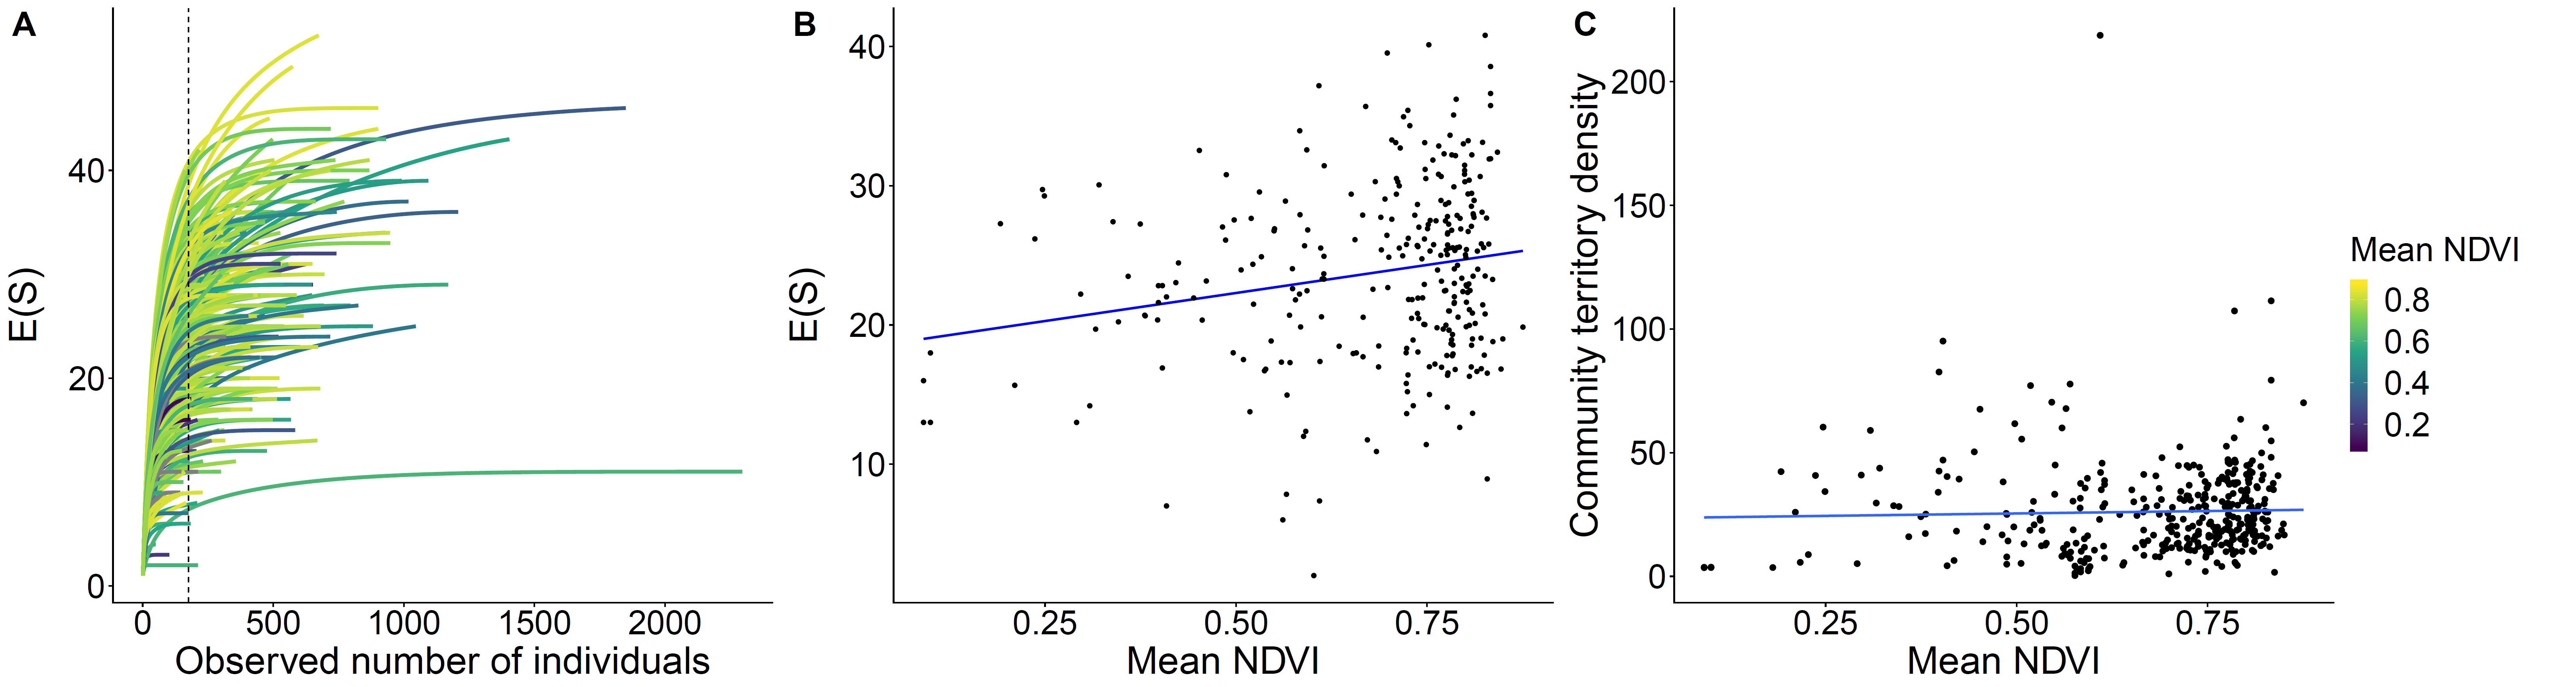 A
E(S)
40
20
0
0 500 1000 1500 2000
Observed number of individuals
B
E(S)
40
30
20
10
0.25 0.50 0.75
Mean NDVI
C
Community territory density
200
150
100
50
0
0.25 0.50 0.75
Mean NDVI
Mean NDVI
0.8
0.6
0.4
0.2